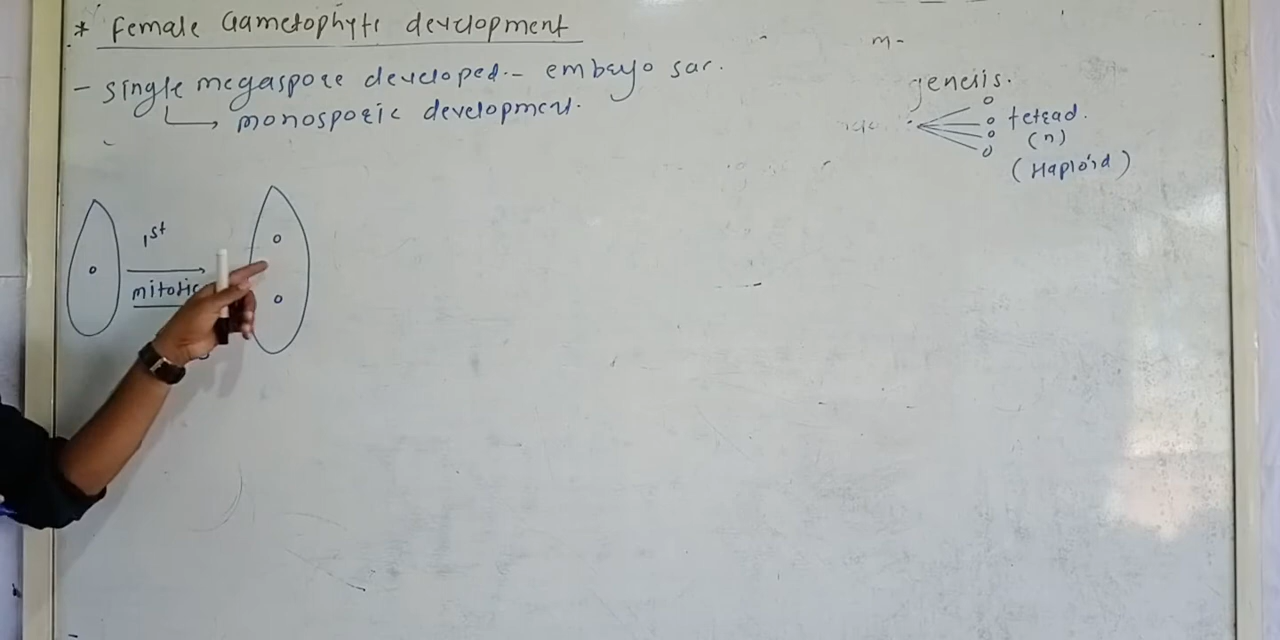 * Female Gametophyte development
- single megaspore developed.- embryo sac.
monosporic development.
1st
mitotic
m-
genesis.
tetrad.
(n)
(Haploid)